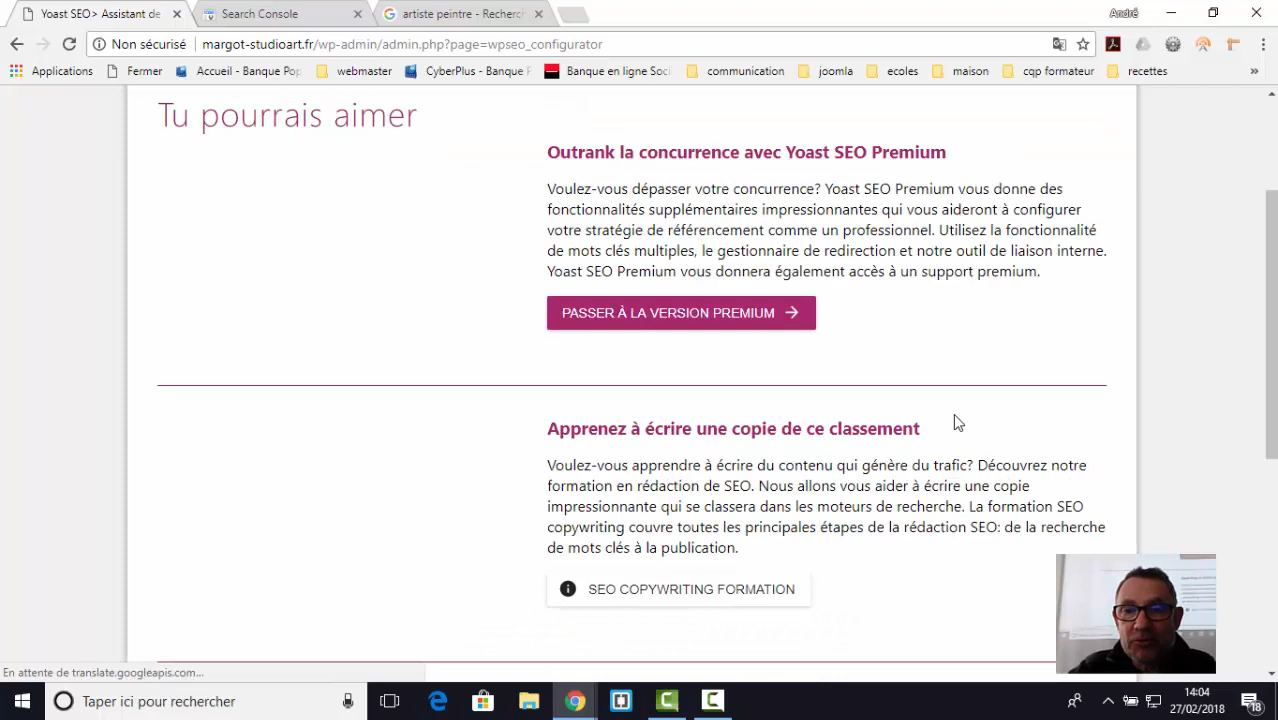 Yoast SEO > Assistant de
Search Console
artiste peintre - Recherch
André
Non sécurisé
margot-studioart.fr/wp-admin/admin.php?page=wpseo_configurator
Applications
Fermer
Accueil - Banque Pop
webmaster
CyberPlus - Banque P
Banque en ligne Soci
communication
joomla
ecoles
maison
cqp formateur
recettes
»
Tu pourrais aimer
Outrank la concurrence avec Yoast SEO Premium
Voulez-vous dépasser votre concurrence? Yoast SEO Premium vous donne des
fonctionnalités supplémentaires impressionnantes qui vous aideront à configurer
votre stratégie de référencement comme un professionnel. Utilisez la fonctionnalité
de mots clés multiples, le gestionnaire de redirection et notre outil de liaison interne.
Yoast SEO Premium vous donnera également accès à un support premium.
PASSER À LA VERSION PREMIUM
Apprenez à écrire une copie de ce classement
Voulez-vous apprendre à écrire du contenu qui génère du trafic? Découvrez notre
formation en rédaction de SEO. Nous allons vous aider à écrire une copie
impressionnante qui se classera dans les moteurs de recherche. La formation SEO
copywriting couvre toutes les principales étapes de la rédaction SEO: de la recherche
de mots clés à la publication.
SEO COPYWRITING FORMATION
En attente de translate.googleapis.com...
Taper ici pour rechercher
14:04
27/02/2018
18